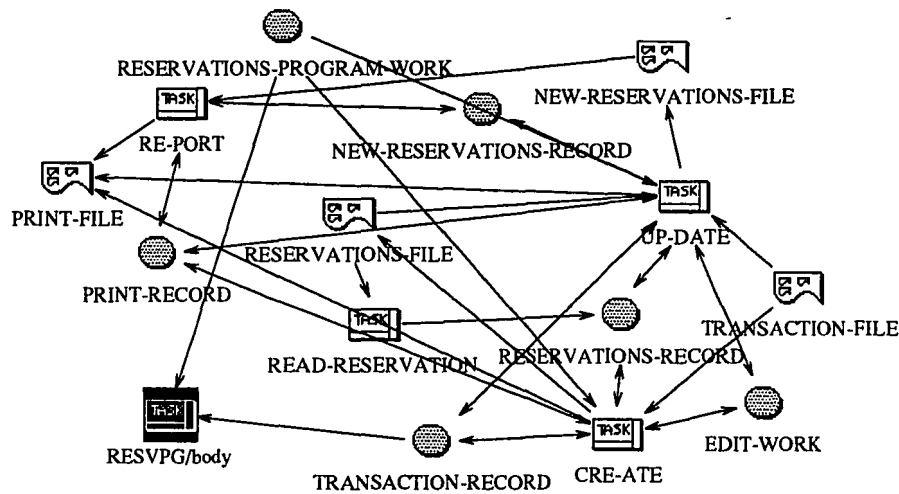 RESERVATIONS-PROGRAM-WORK
TASK
RE-PORT
NEW-RESERVATIONS-FILE
NEW-RESERVATIONS-RECORD
PRINT-FILE
TASK
UP-DATE
RESERVATIONS-FILE
PRINT-RECORD
TRANSACTION-FILE
TASK
READ-RESERVATION
RESERVATIONS-RECORD
TASK
RESVPG/body
TRANSACTION-RECORD
TASK
CRE-ATE
EDIT-WORK